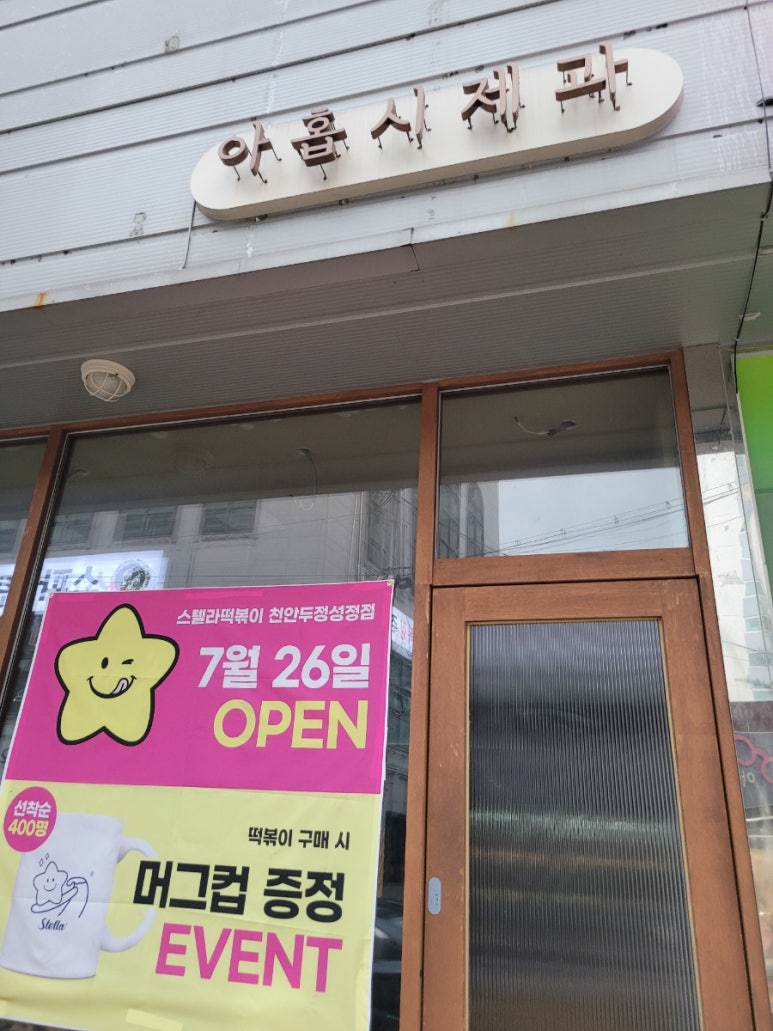 아홉시제과
스텔라떡볶이 천안두정성정점
7월 26일
OPEN
선착순
400명
떡볶이 구매 시
머그컵 증정
EVENT
Stella